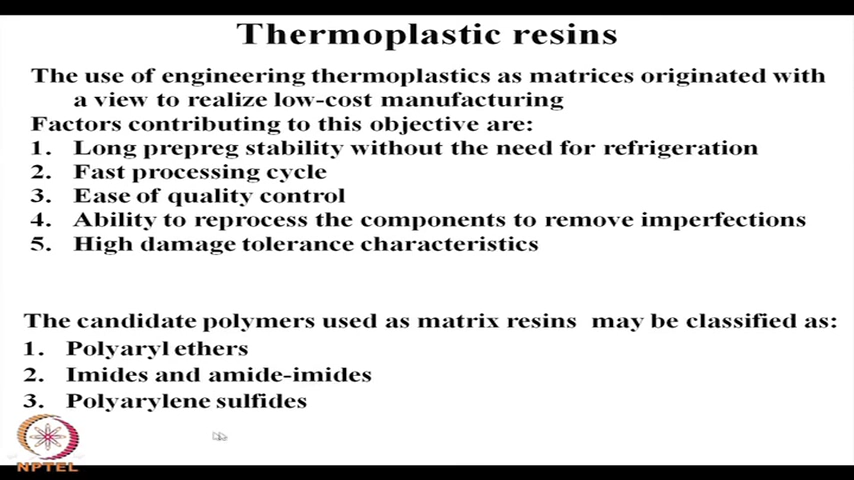 Thermoplastic resins
The use of engineering thermoplastics as matrices originated with
a view to realize low-cost manufacturing
Factors contributing to this objective are:
1. Long prepreg stability without the need for refrigeration
2. Fast processing cycle
3. Ease of quality control
4. Ability to reprocess the components to remove imperfections
5. High damage tolerance characteristics
The candidate polymers used as matrix resins may be classified as:
1. Polyaryl ethers
2. Imides and amide-imides
3. Polyarylene sulfides
NPTEL